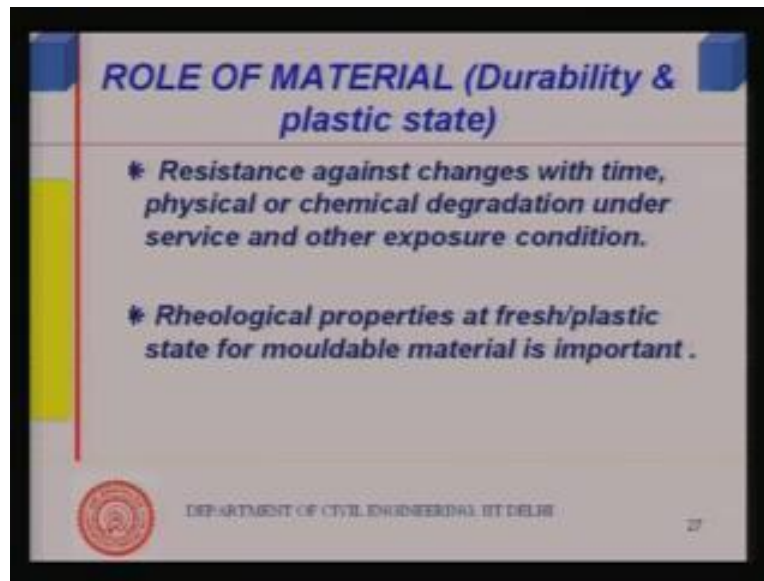 ROLE OF MATERIAL (Durability &
plastic state)
* Resistance against changes with time,
physical or chemical degradation under
service and other exposure condition.
* Rheological properties at fresh/plastic
state for mouldable material is important .
DEPARTMENT OF CIVIL ENGINEERING, IIT DELHI
27